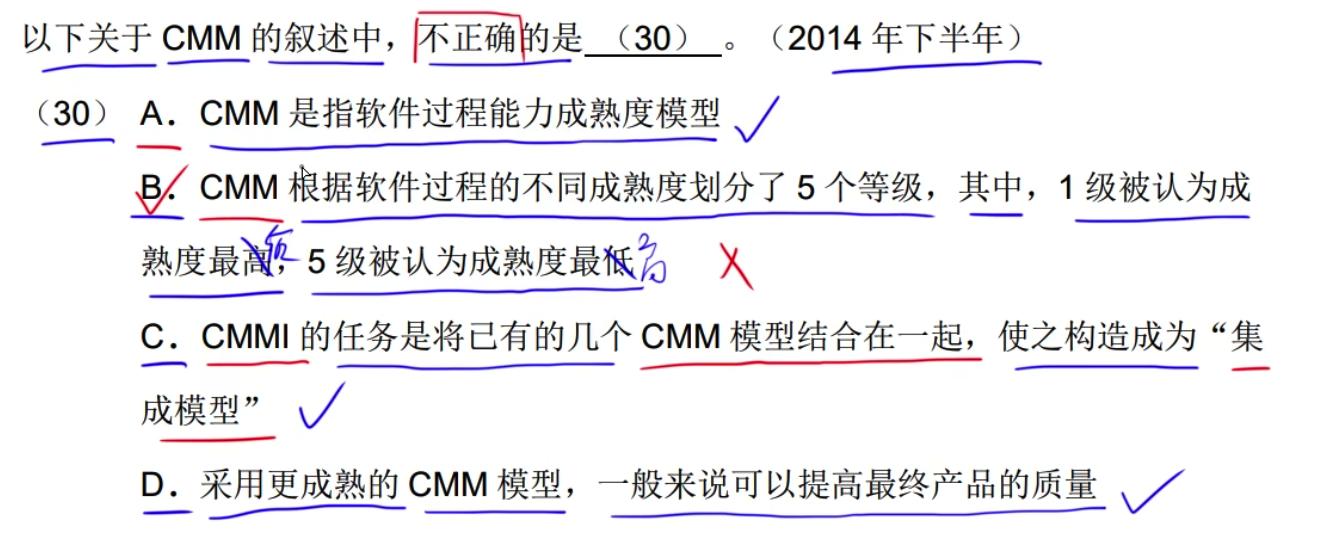 以下关于 CMM 的叙述中，不正确的是 （30） 。（2014 年下半年）
（30） A．CMM 是指软件过程能力成熟度模型
B．CMM 根据软件过程的不同成熟度划分了 5 个等级，其中，1 级被认为成
熟度最高，5 级被认为成熟度最低高
C．CMMI 的任务是将已有的几个 CMM 模型结合在一起，使之构造成为“集
成模型”
D．采用更成熟的 CMM 模型，一般来说可以提高最终产品的质量